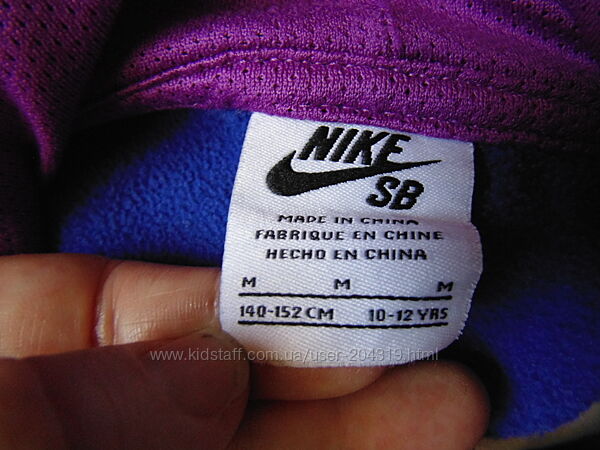 NIKE
SB
MADE IN CHINA
FABRIQUE EN CHINE
HECHO EN CHINA
M M M
140-152 CM 10-12 YRS
www.kidstaff.com.ua/user-204319.html